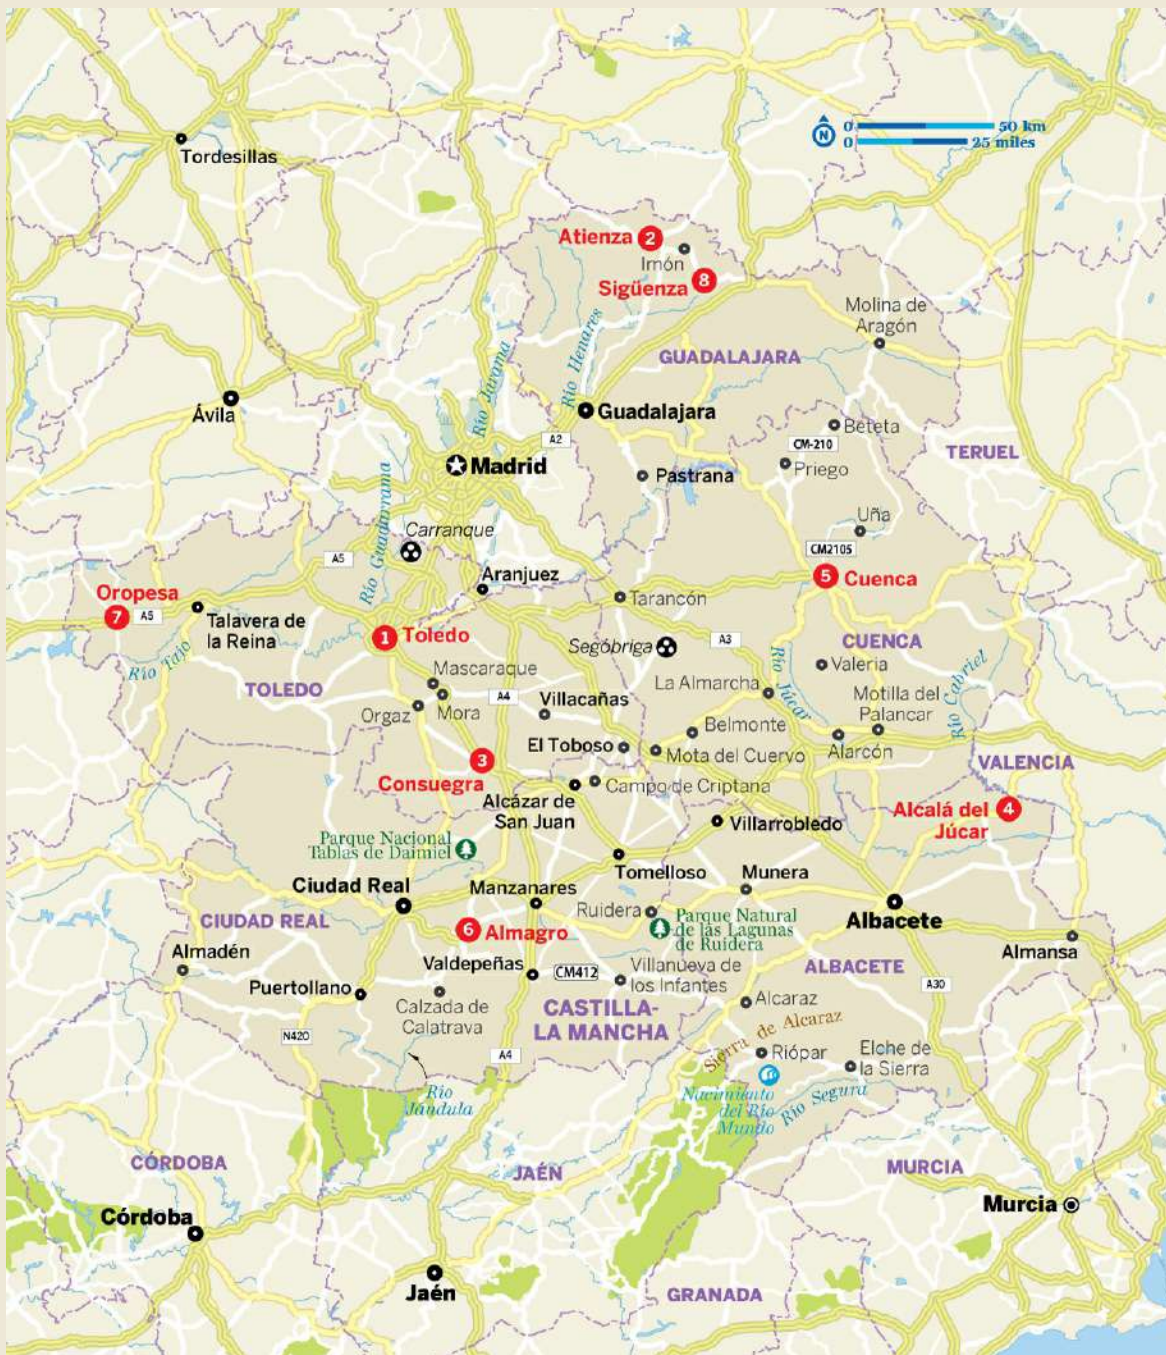 0 50 km
N
0 25 miles
Tordesillas
Atienza 2
Imón
Sigüenza 8
Molina de
Aragón
Río Henares
GUADALAJARA
Río Jarama
Ávila
Guadalajara
Beteta
A2
CM-210
TERUEL
Madrid
Priego
Pastrana
Río Guadarrama
Uña
Carranque
CM2105
A5
Aranjuez
5 Cuenca
Oropesa
7 A5
Tarancón
Talavera de
la Reina
1 Toledo
Segóbriga
A3
CUENCA
Río Tajo
Mascaraque
Río Júcar
Valeria
Río Cabriel
TOLEDO
La Almarcha
A4
Villacañas
Motilla del
Palancar
Orgaz
Mora
Belmonte
El Toboso
Mota del Cuervo
Alarcón
3
Consuegra
VALENCIA
Campo de Criptana
Alcázar de
San Juan
Alcalá del 4
Júcar
Villarrobledo
Parque Nacional
Tablas de Daimiel
Tomelloso
Munera
Ciudad Real
Manzanares
Ruidera
Albacete
CIUDAD REAL
6 Almagro
Parque Natural
de lás Lagunas
de Ruidera
Almadén
Almansa
Valdepeñas
CM412
Villanueva de
los Infantes
ALBACETE
Puertollano
A30
Calzada de
Calatrava
CASTILLA-
LA MANCHA
Alcaraz
N420
Sierra de Alcaraz
A4
Riópar
Elche de
la Sierra
Río
Jándula
Nacimiento
del Río
Mundo
Río Segura
CÓRDOBA
JAÉN
MURCIA
Córdoba
Murcia
Jaén
GRANADA